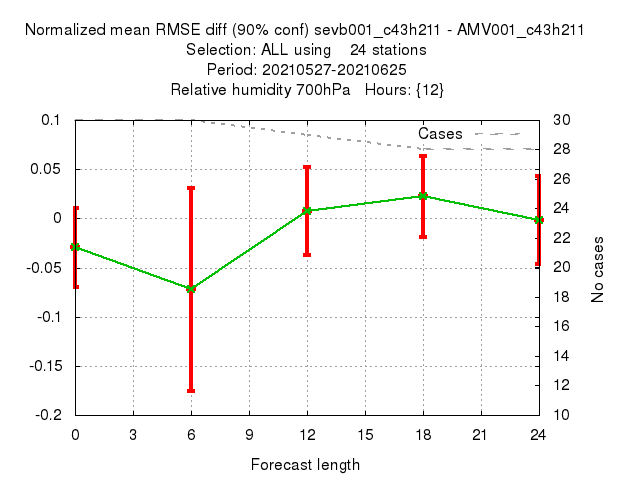 Normalized mean RMSE diff (90% conf) sevb001_c43h211 - AMV001_c43h211
Selection: ALL using 24 stations
Period: 20210527-20210625
Relative humidity 700hPa Hours: {12}
0.1
0.05
0
-0.05
-0.1
-0.15
-0.2
Cases
30
28
26
24
22
20
18
16
14
12
10
No cases
0 3 6 9 12 15 18 21 24
Forecast length